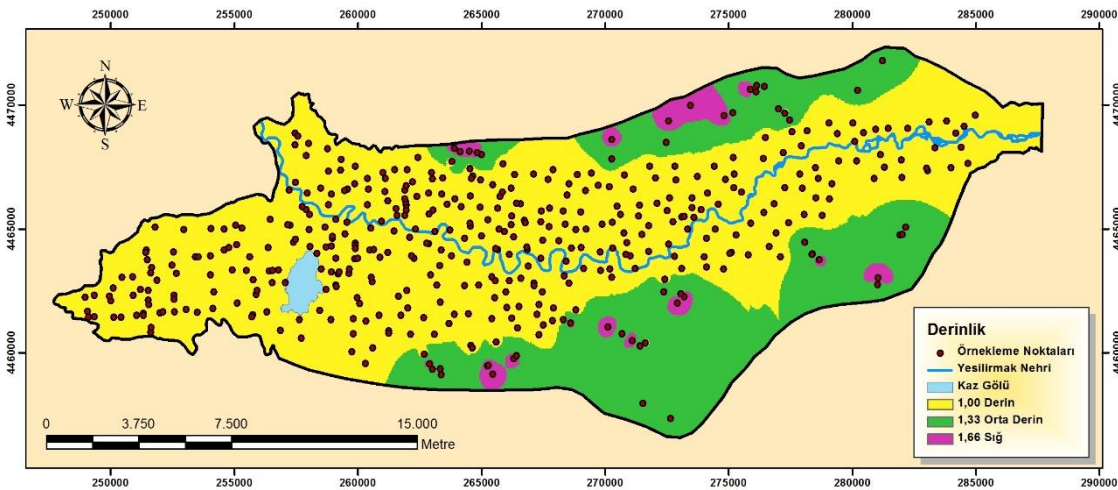 250000 255000 260000 265000 270000 275000 280000 285000 290000
4470000 4470000
N
W E
S
4465000 4465000
4460000 4460000
Derinlik
Örnekleme Noktaları
Yesilirmak Nehri
Kaz Gölü
1,00 Derin
1,33 Orta Derin
1,66 Sığ
0 3.750 7.500 15.000
Metre
250000 255000 260000 265000 270000 275000 280000 285000 290000